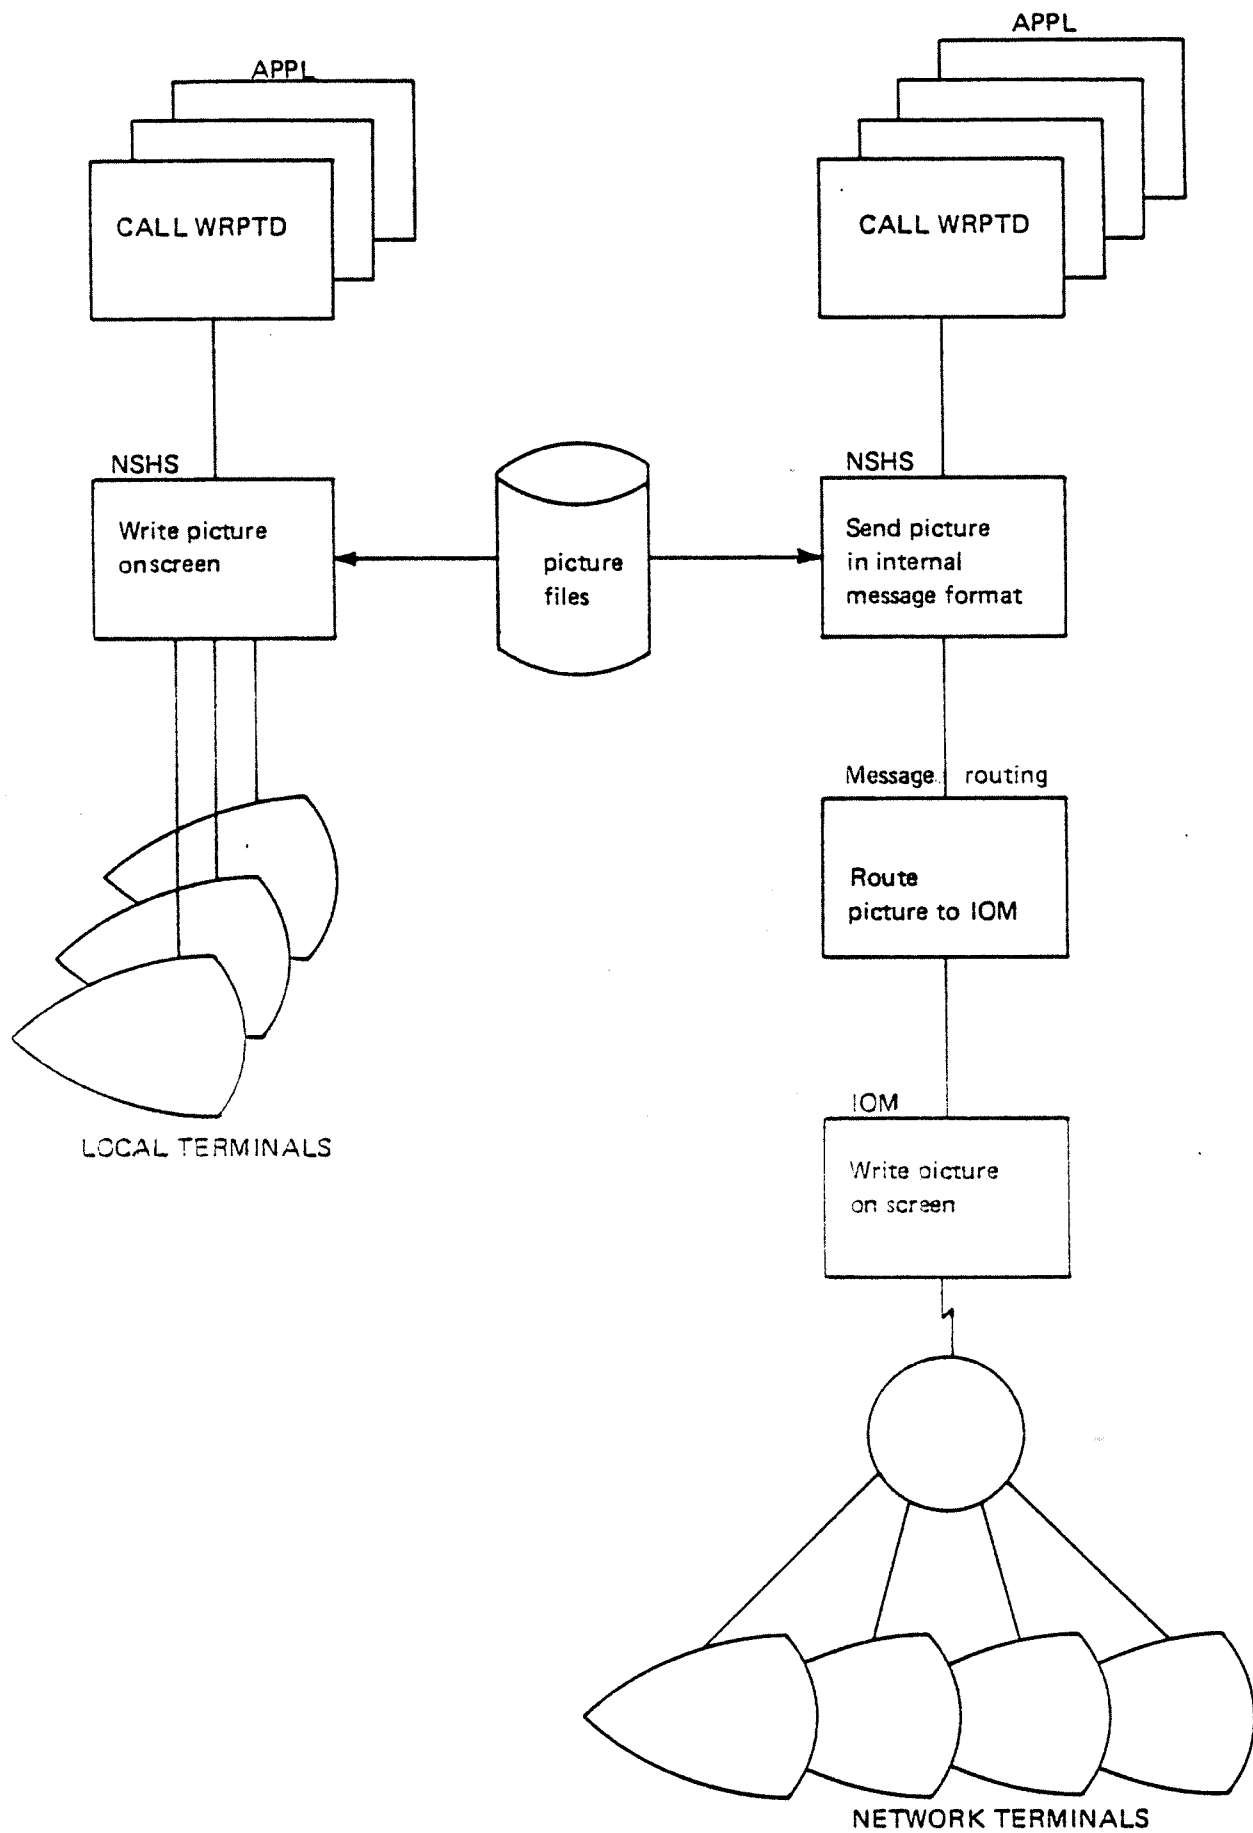 APPL
CALL WRPTD
APPL
CALL WRPTD
NSHS
Write picture
onscreen
picture
files
NSHS
Send picture
in internal
message format
Message routing
Route
picture to IOM
IOM
Write picture
on screen
LOCAL TERMINALS
NETWORK TERMINALS